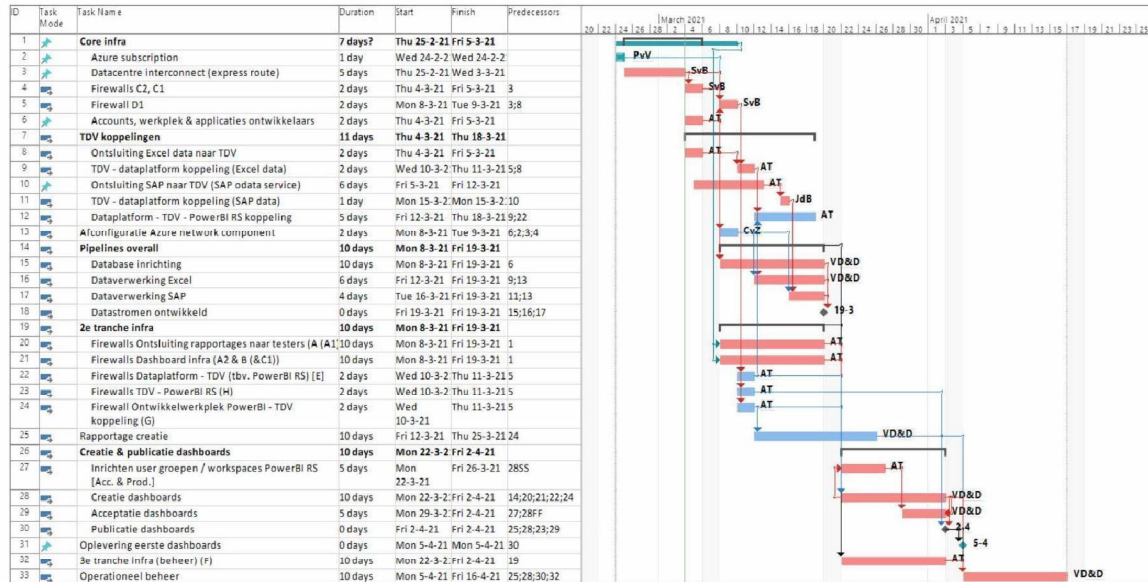 ID Task Mode Task Name Duration Start Finish Predecessors
March 2021 April 2021
20 22 24 26 28 2 4 6 8 10 12 14 16 18 20 22 24 26 28 30 1 3 5 7 9 11 13 15 17 19 21 23 25
1 Core infra 7 days? Thu 25-2-21 Fri 5-3-21
2 Azure subscription 1 day Wed 24-2-2 Wed 24-2-2 PvV
3 Datacentre interconnect (express route) 5 days Thu 25-2-21 Wed 3-3-21 SvB
4 Firewalls C2, C1 2 days Thu 4-3-21 Fri 5-3-21 3 SvB
5 Firewall D1 2 days Mon 8-3-21 Tue 9-3-21 3;8 SvB
6 Accounts, werkplek & applicaties ontwikkelaars 2 days Thu 4-3-21 Fri 5-3-21 AT
7 TDV koppelingen 11 days Thu 4-3-21 Thu 18-3-21
8 Ontsluiting Excel data naar TDV 2 days Thu 4-3-21 Fri 5-3-21 AT
9 TDV - dataplatform koppeling (Excel data) 2 days Wed 10-3-2 Thu 11-3-21 5;8 AT
10 Ontsluiting SAP naar TDV (SAP odata service) 6 days Fri 5-3-21 Fri 12-3-21 AT
11 TDV - dataplatform koppeling (SAP data) 1 day Mon 15-3-2 Mon 15-3-2 10 JdB
12 Dataplatform - TDV - PowerBI RS koppeling 5 days Fri 12-3-21 Thu 18-3-21 9;22 AT
13 Afconfiguratie Azure network component 2 days Mon 8-3-21 Tue 9-3-21 6;2;3;4 CvZ
14 Pipelines overall 10 days Mon 8-3-21 Fri 19-3-21
15 Database inrichting 10 days Mon 8-3-21 Fri 19-3-21 6 VD&D
16 Dataverwerking Excel 6 days Fri 12-3-21 Fri 19-3-21 9;13 VD&D
17 Dataverwerking SAP 4 days Tue 16-3-21 Fri 19-3-21 11;13 VD&D
18 Datastromen ontwikkeld 0 days Fri 19-3-21 Fri 19-3-21 15;16;17 19-3
19 2e tranche infra 10 days Mon 8-3-21 Fri 19-3-21
20 Firewalls Ontsluiting rapportages naar testers (A (A1) 10 days Mon 8-3-21 Fri 19-3-21 1 AT
21 Firewalls Dashboard infra (A2 & B (&C1)) 10 days Mon 8-3-21 Fri 19-3-21 1 AT
22 Firewalls Dataplatform - TDV (tbv. PowerBI RS) [E] 2 days Wed 10-3-2 Thu 11-3-21 5 AT
23 Firewalls TDV - PowerBI RS (H) 2 days Wed 10-3-2 Thu 11-3-21 5 AT
24 Firewall Ontwikkelwerkplek PowerBI - TDV koppeling (G) 2 days Wed 10-3-21 Thu 11-3-21 5 AT
25 Rapportage creatie 10 days Fri 12-3-21 Thu 25-3-21 24 VD&D
26 Creatie & publicatie dashboards 10 days Mon 22-3-2 Fri 2-4-21
27 Inrichten user groepen / workspaces PowerBI RS [Acc. & Prod.] 5 days Mon 22-3-21 Fri 26-3-21 28SS AT
28 Creatie dashboards 10 days Mon 22-3-2 Fri 2-4-21 14;20;21;22;24 VD&D
29 Acceptatie dashboards 5 days Mon 29-3-2 Fri 2-4-21 27;28FF VD&D
30 Publicatie dashboards 0 days Fri 2-4-21 Fri 2-4-21 25;28;23;29 2-4
31 Oplevering eerste dashboards 0 days Mon 5-4-21 Mon 5-4-21 30 5-4
32 3e tranche Infra (beheer) (F) 10 days Mon 22-3-2 Fri 2-4-21 19 AT
33 Operationeel beheer 10 days Mon 5-4-21 Fri 16-4-21 25;28;30;32 VD&D